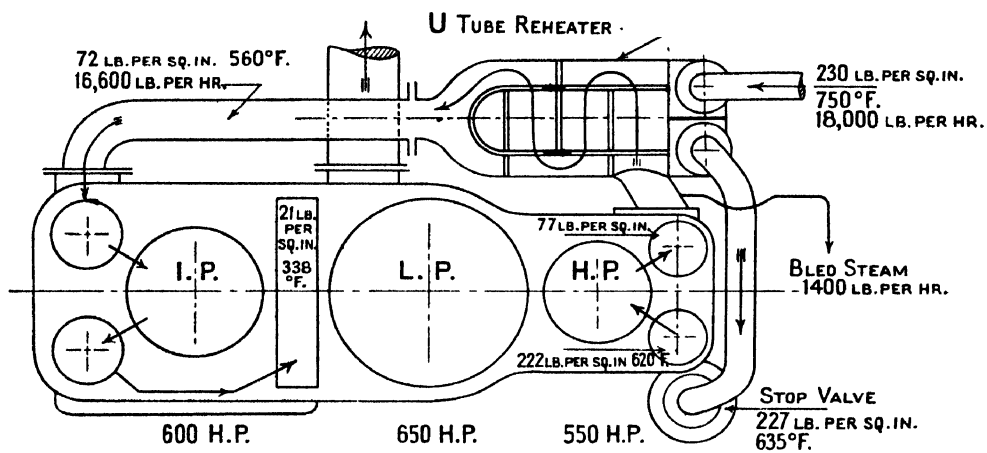 U TUBE REHEATER
72 LB. PER SQ. IN. 560°F.
16,600 LB. PER HR.
230 LB. PER SQ. IN.
750°F.
18,000 LB. PER HR.
21 LB.
PER
SQ. IN.
338
°F.
77 LB. PER SQ. IN.
I. P.
L. P.
H. P.
BLED STEAM
1400 LB. PER HR.
222 LB. PER SQ. IN 620°F.
STOP VALVE
227 LB. PER SQ. IN.
635°F.
600 H.P.
650 H.P.
550 H.P.